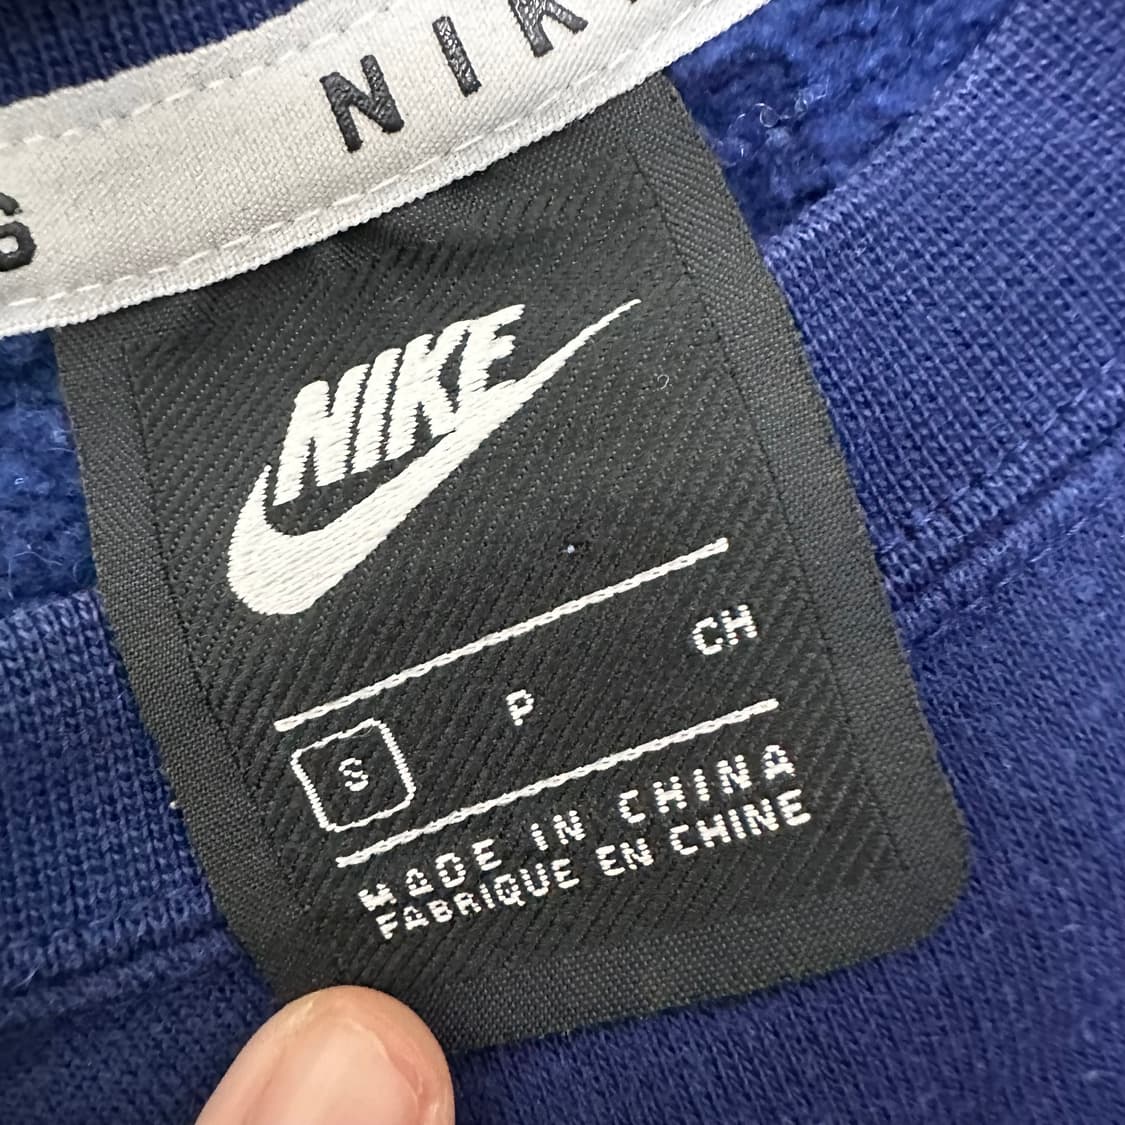 NIK
NIKE
S P CH
MADE IN CHINA
FABRIQUE EN CHINE